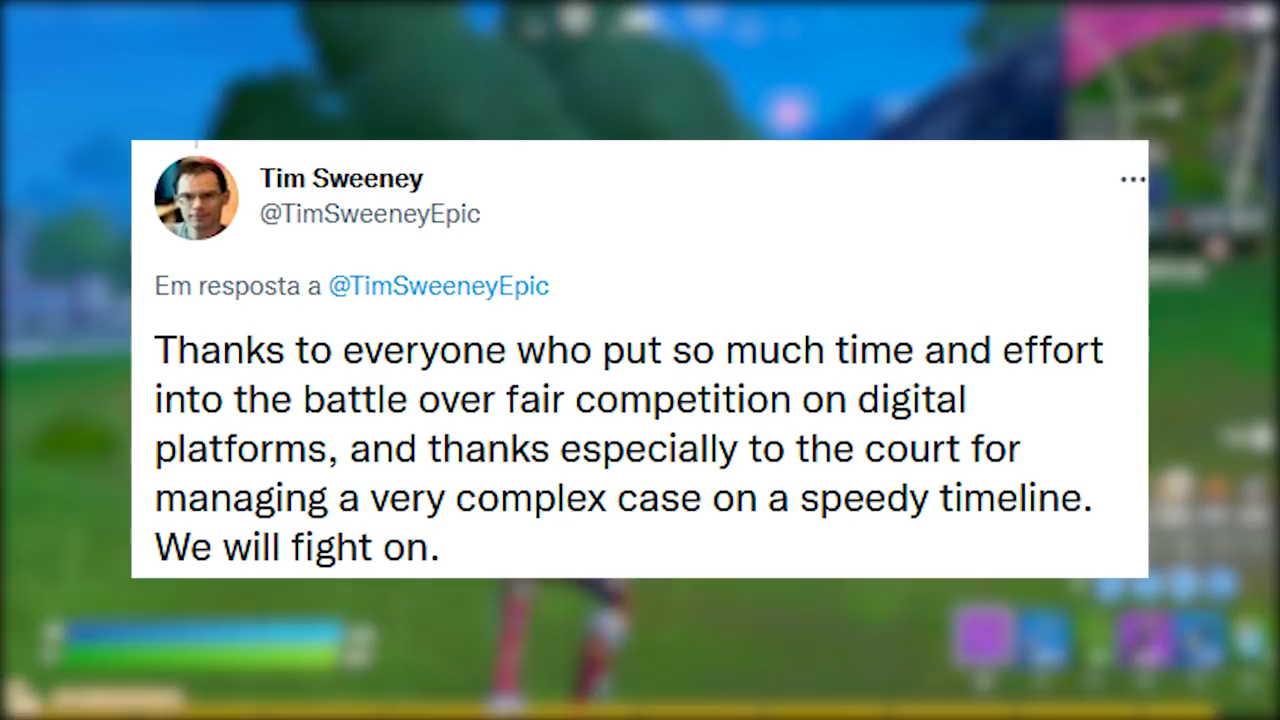 Tim Sweeney
@TimSweeneyEpic
Em resposta a @TimSweeneyEpic
Thanks to everyone who put so much time and effort
into the battle over fair competition on digital
platforms, and thanks especially to the court for
managing a very complex case on a speedy timeline.
We will fight on.